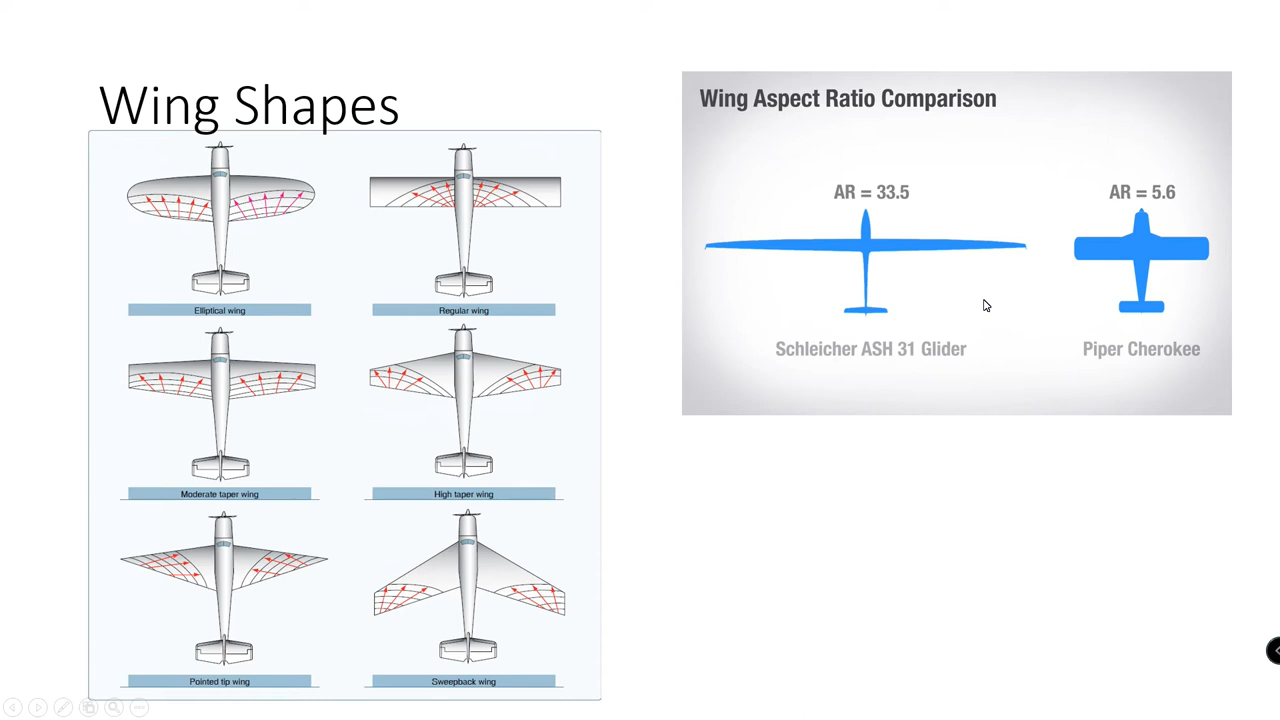 Wing Shapes
Elliptical wing
Regular wing
Moderate taper wing
High taper wing
Pointed tip wing
Sweepback wing
Wing Aspect Ratio Comparison
AR = 33.5
AR = 5.6
Schleicher ASH 31 Glider
Piper Cherokee